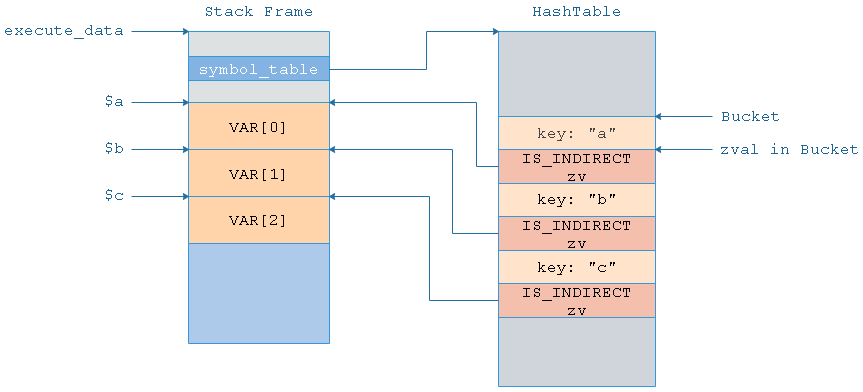 Stack Frame
HashTable
execute_data
symbol_table
$a
Bucket
VAR[0]
key: "a"
$b
zval in Bucket
IS_INDIRECT
zv
VAR[1]
$c
key: "b"
VAR[2]
IS_INDIRECT
zv
key: "c"
IS_INDIRECT
zv